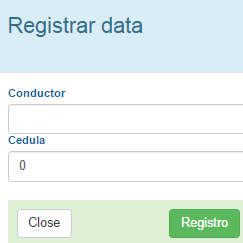 Registrar data
Conductor
Cedula
0
Close Registro